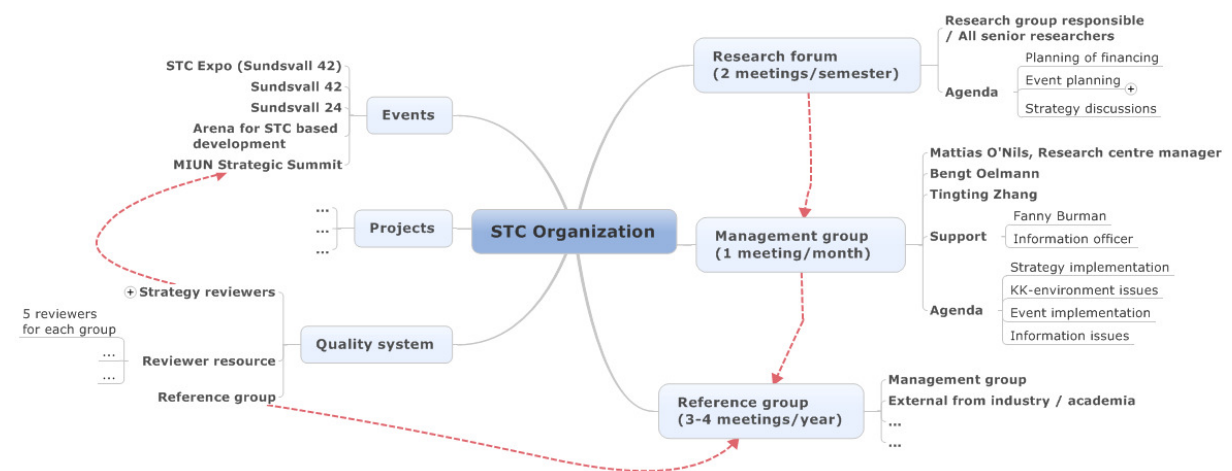 STC Organization
Research forum
(2 meetings/semester)
Research group responsible
/ All senior researchers
Agenda
Planning of financing
Event planning
Strategy discussions
Management group
(1 meeting/month)
Mattias O'Nils, Research centre manager
Bengt Oelmann
Tingting Zhang
Support
Fanny Burman
Information officer
Agenda
Strategy implementation
KK-environment issues
Event implementation
Information issues
Reference group
(3-4 meetings/year)
Management group
External from industry / academia
...
...
Events
STC Expo (Sundsvall 42)
Sundsvall 42
Sundsvall 24
Arena for STC based
development
MIUN Strategic Summit
Projects
...
...
...
Quality system
Strategy reviewers
Reviewer resource
5 reviewers
for each group
...
...
Reference group